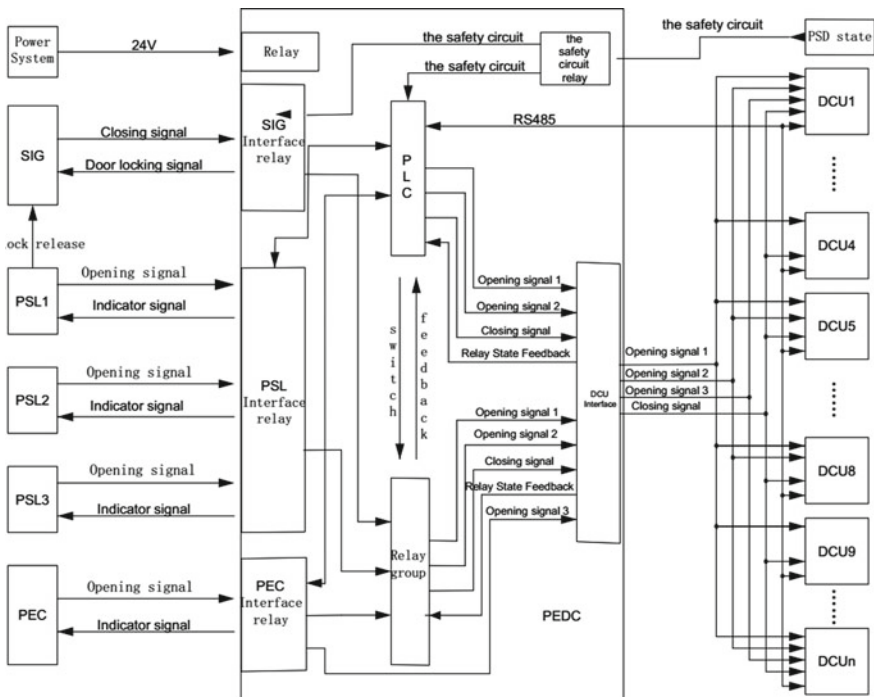 Power
System
24V
Relay
the safety circuit
the safety circuit
the
safety
circuit
relay
the safety circuit
PSD state
SIG
Closing signal
Door locking signal
SIG
Interface
relay
PLC
RS485
DCU1
lock release
PSL1
Opening signal
Indicator signal
PSL2
Opening signal
Indicator signal
PSL3
Opening signal
Indicator signal
PSL
Interface
relay
switch
feedback
Opening signal 1
Opening signal 2
Closing signal
Relay State Feedback
DCU
Interface
Opening signal 1
Opening signal 2
Closing signal
Relay State Feedback
Opening signal 3
Opening signal 1
Opening signal 2
Opening signal 3
Closing signal
DCU4
DCU5
DCU8
DCU9
DCUn
Relay
group
PEC
Opening signal
Indicator signal
PEC
Interface
relay
PEDC